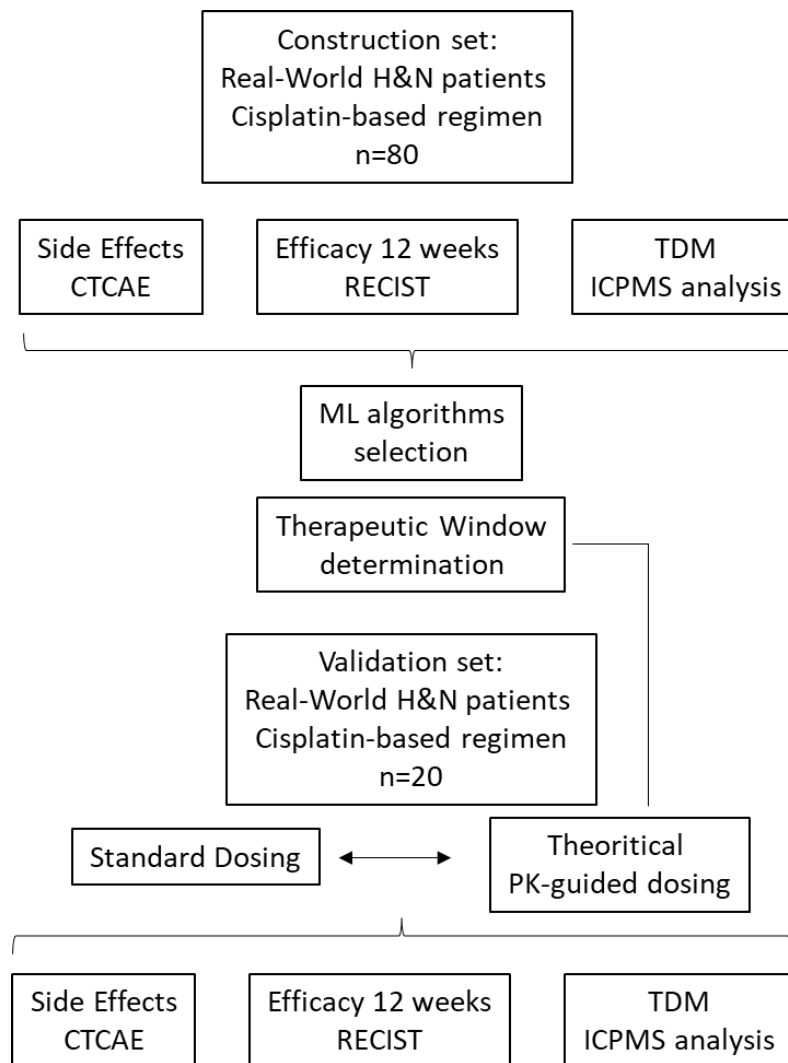 Construction set:
Real-World H&N patients
Cisplatin-based regimen
n=80
Side Effects
CTCAE
Efficacy 12 weeks
RECIST
TDM
ICPMS analysis
ML algorithms
selection
Therapeutic Window
determination
Validation set:
Real-World H&N patients
Cisplatin-based regimen
n=20
Standard Dosing
Theoritical
PK-guided dosing
Side Effects
CTCAE
Efficacy 12 weeks
RECIST
TDM
ICPMS analysis